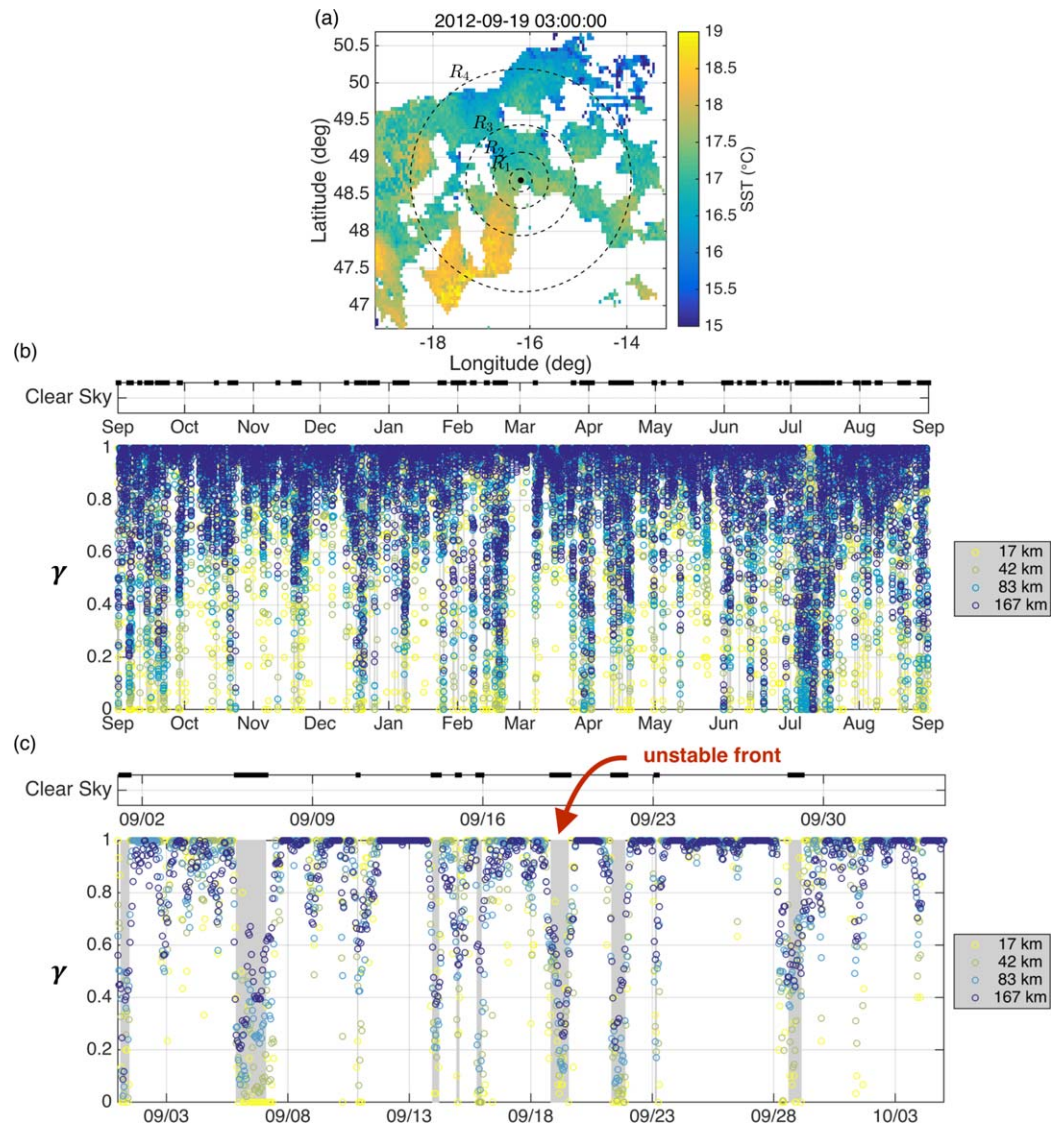 (a)
2012-09-19 03:00:00
50.5
50
49.5
49
48.5
48
47.5
47
Latitude (deg)
R4
R3
R2
R1
-18
-16
-14
Longitude (deg)
19
18.5
18
17.5
17
16.5
16
15.5
15
SST (°C)
(b)
Clear Sky
Sep Oct Nov Dec Jan Feb Mar Apr May Jun Jul Aug Sep
1
0.8
0.6
0.4
0.2
0
γ
Sep Oct Nov Dec Jan Feb Mar Apr May Jun Jul Aug Sep
17 km
42 km
83 km
167 km
(c)
unstable front
Clear Sky
09/02 09/09 09/16 09/23 09/30
1
0.8
0.6
0.4
0.2
0
γ
09/03 09/08 09/13 09/18 09/23 09/28 10/03
17 km
42 km
83 km
167 km